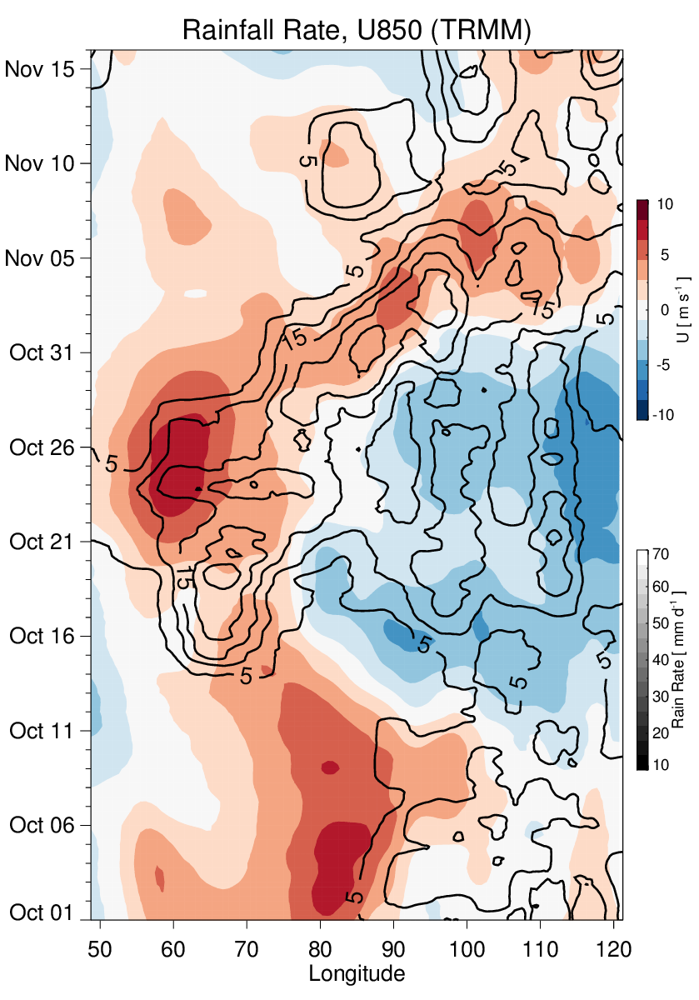 Rainfall Rate, U850 (TRMM)
Nov 15
Nov 10
Nov 05
Oct 31
Oct 26
Oct 21
Oct 16
Oct 11
Oct 06
Oct 01
50 60 70 80 90 100 110 120
Longitude
5
5
5
15
15
5
5
15
5
5
5
5
5
10
5
0
-5
-10
U [ m s⁻¹ ]
70
60
50
40
30
20
10
Rain Rate [ mm d⁻¹ ]